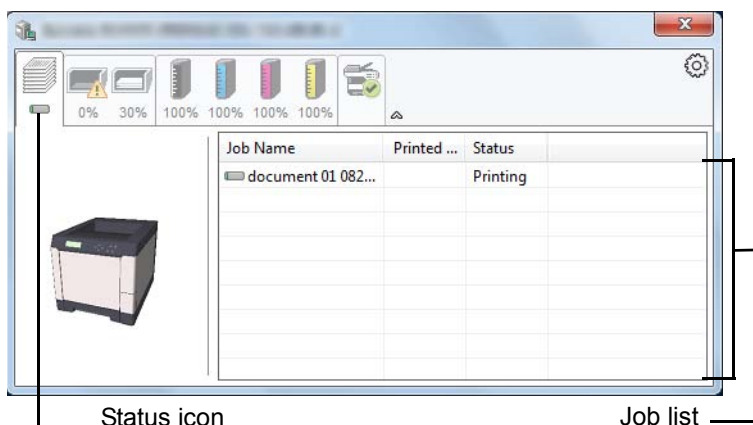 0% 30% 100% 100% 100% 100%
Job Name Printed ... Status
document 01 082... Printing
Status icon Job list